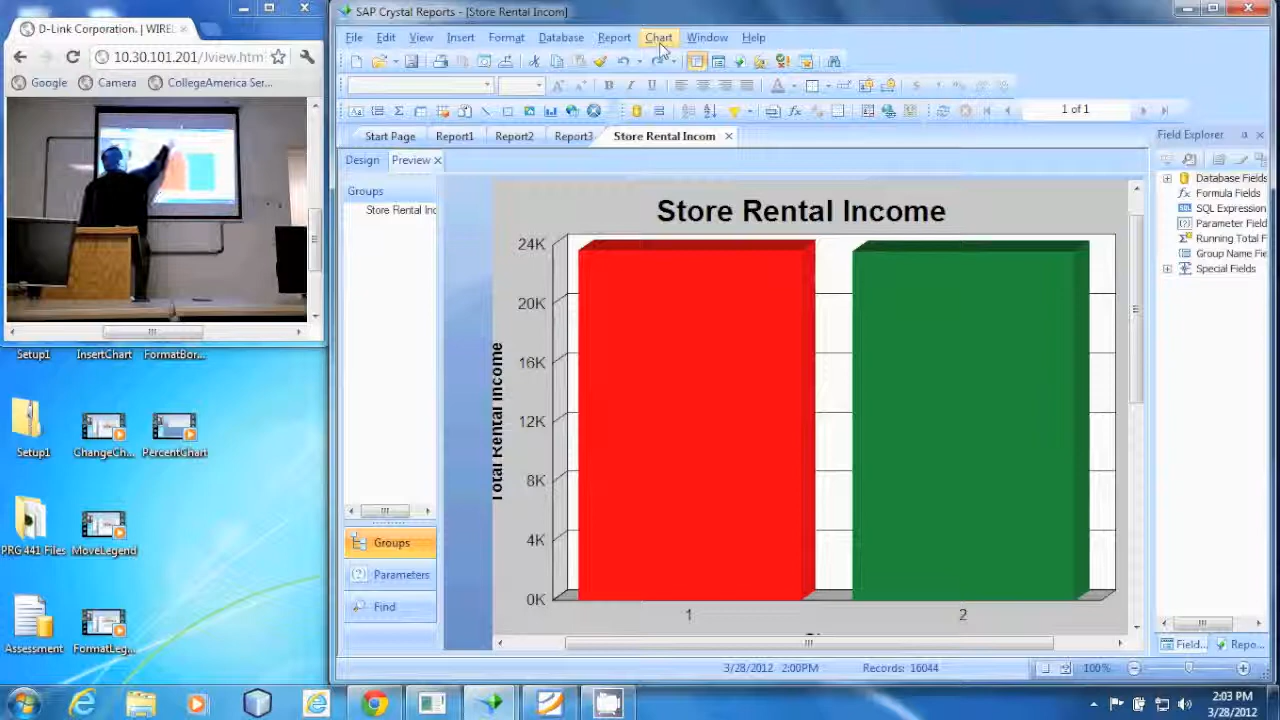 D-Link Corporation. | WIREL
10.30.101.201/Jview.htm
Google
Camera
CollegeAmerica Ser...
Setup1
InsertChart
FormatBor...
Setup1
ChangeCh...
PercentChart
PRG 441 Files
MoveLegend
Assessment
FormatLeg...
SAP Crystal Reports - [Store Rental Incom]
File Edit View Insert Format Database Report Chart Window Help
B I U
1 of 1
Start Page Report1 Report2 Report3 Store Rental Incom
Design Preview
Groups
Store Rental Inc
Groups
Parameters
Find
Store Rental Income
24K
20K
16K
12K
8K
4K
0K
Total Rental Income
1 2
Field Explorer
Database Fields
Formula Fields
SQL Expression
Parameter Field
Running Total F
Group Name Fie
Special Fields
Field... Repo...
3/28/2012 2:00PM Records: 16044 100%
2:03 PM
3/28/2012